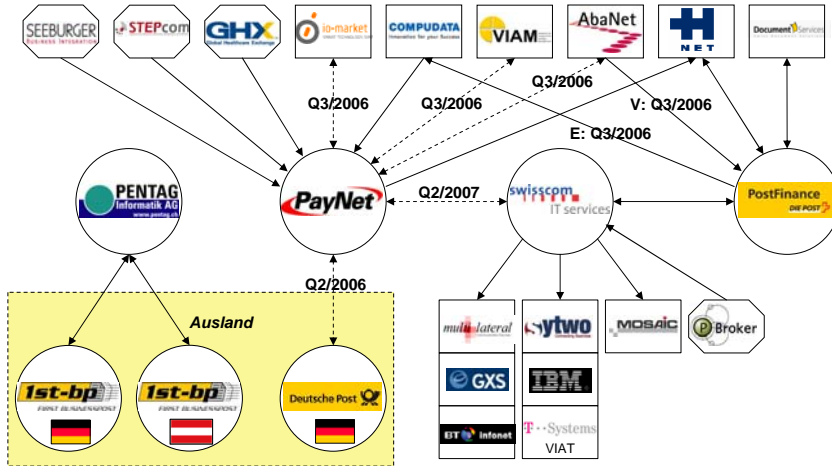 SEEBURGER
BUSINESS INTEGRATION
STEPcom
GHX
Global Healthcare Exchange
io-market
COMPUDATA
Innovation for your Success
VIAM
AbaNet
H
NET
Document Services
Q3/2006
Q3/2006
Q3/2006
V: Q3/2006
E: Q3/2006
PENTAG
Informatik AG
www.pentag.ch
PayNet
Q2/2007
swisscom
IT services
PostFinance
DIE POST
Q2/2006
Ausland
1st-bp
FIRST BUSINESSPOST
1st-bp
FIRST BUSINESSPOST
Deutsche Post
multilateral
sytwo
MOSAIC
P Broker
GXS
IBM
BT Infonet
T··Systems
VIAT